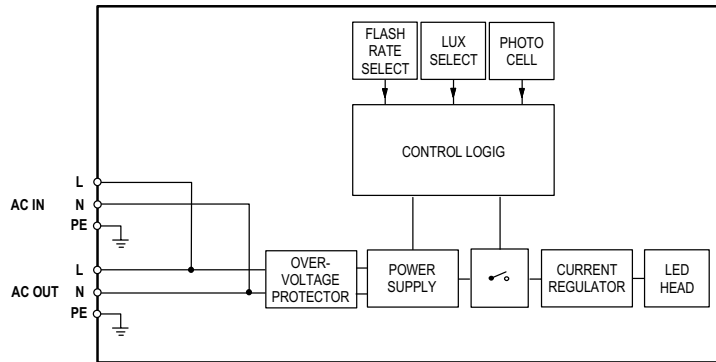 FLASH
RATE
SELECT
LUX
SELECT
PHOTO
CELL
CONTROL LOGIG
AC IN
L
N
PE
AC OUT
L
N
PE
OVER-
VOLTAGE
PROTECTOR
POWER
SUPPLY
CURRENT
REGULATOR
LED
HEAD